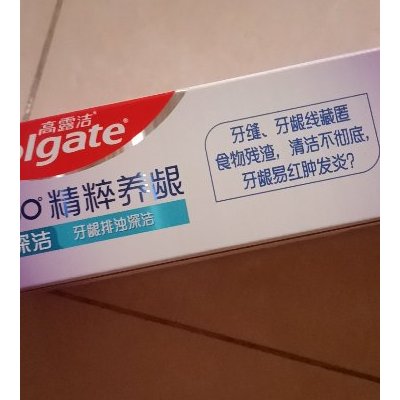 高露洁
olgate®
0°精粹养龈
深洁 牙龈排浊深洁
牙缝、牙龈线藏匿
食物残渣，清洁不彻底，
牙龈易红肿发炎？